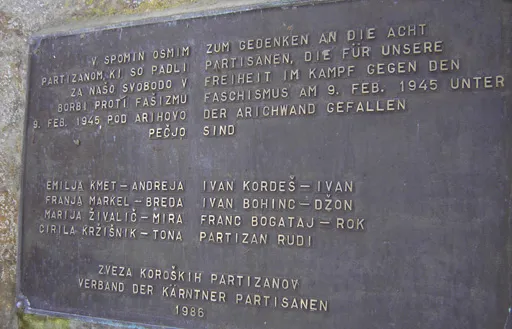 V SPOMIN OSMIM
PARTIZANOM, KI SO PADLI
ZA NAŠO SVOBODO V
BORBI PROTI FAŠIZMU
9. FEB. 1945 POD ARIHOVO
PEČJO
ZUM GEDENKEN AN DIE ACHT
PARTISANEN, DIE FÜR UNSERE
FREIHEIT IM KAMPF GEGEN DEN
FASCHISMUS AM 9. FEB. 1945 UNTER
DER ARICHWAND GEFALLEN
SIND
EMILJA KMET – ANDREJA
FRANJA MARKEL – BREDA
MARIJA ŽIVALIČ – MIRA
CIRILA KRŽIŠNIK – TONA
IVAN KORDEŠ – IVAN
IVAN BOHINC – DŽON
FRANC BOGATAJ – ROK
PARTIZAN RUDI
ZVEZA KOROŠKIH PARTIZANOV
VERBAND DER KÄRNTNER PARTISANEN
1986